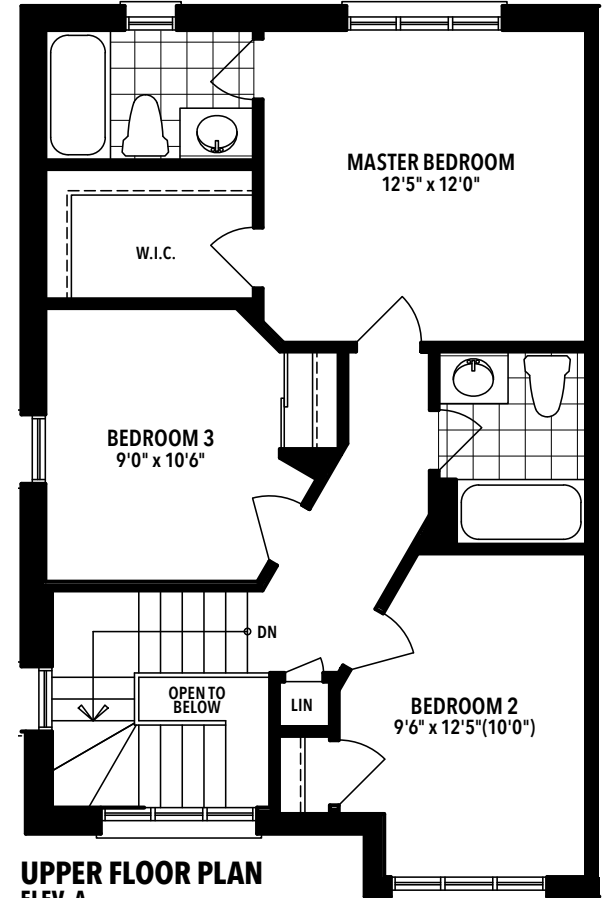 MASTER BEDROOM
12'5" x 12'0"
W.I.C.
BEDROOM 3
9'0" x 10'6"
DN
OPEN TO
BELOW
LIN
BEDROOM 2
9'6" x 12'5"(10'0")
UPPER FLOOR PLAN
ELEV. A